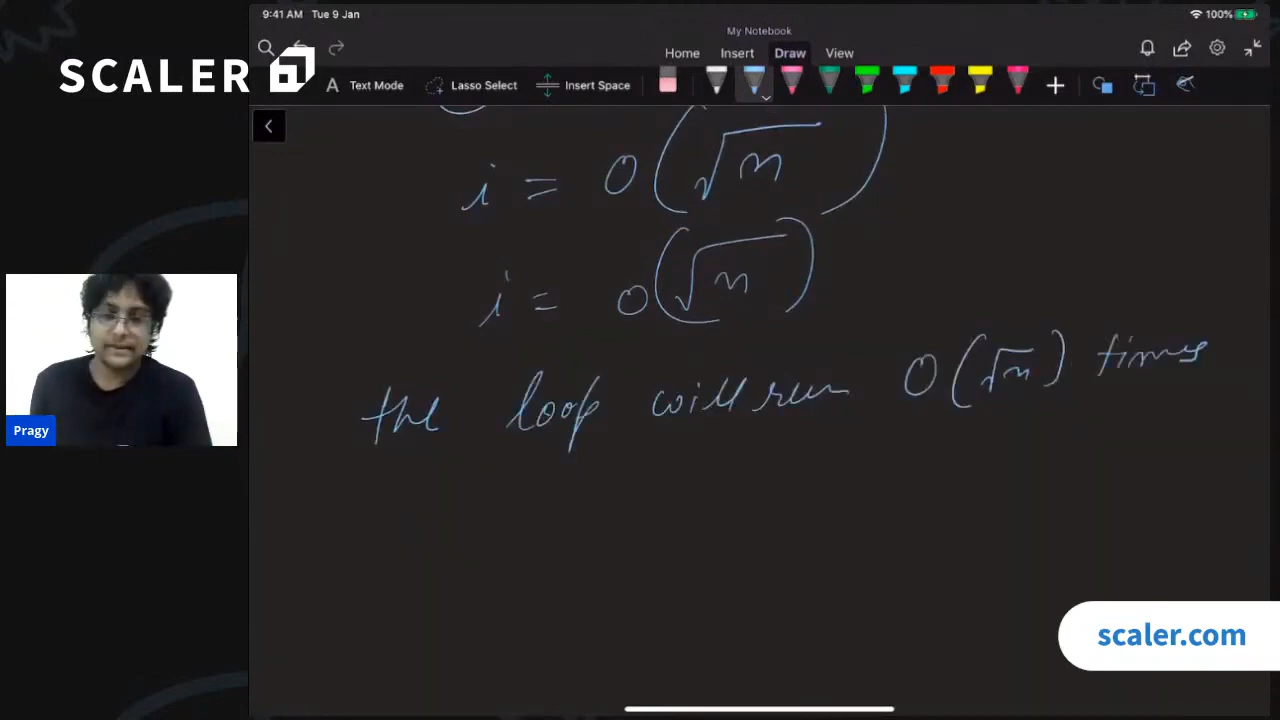 9:41 AM Tue 9 Jan
100%
My Notebook
SCALER
Home Insert Draw View
A Text Mode Lasso Select Insert Space
i = O(√n)
i = O(√n)
the loop will run O(√n) times
Pragy
scaler.com